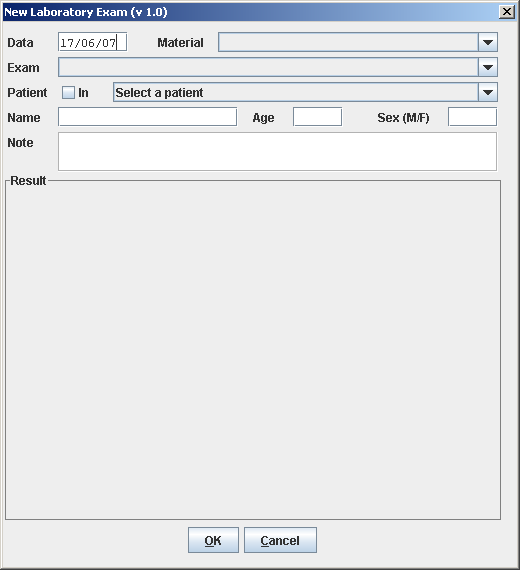 New Laboratory Exam (v 1.0)
Data 17/06/07 Material
Exam
Patient In Select a patient
Name Age Sex (M/F)
Note
Result
OK Cancel